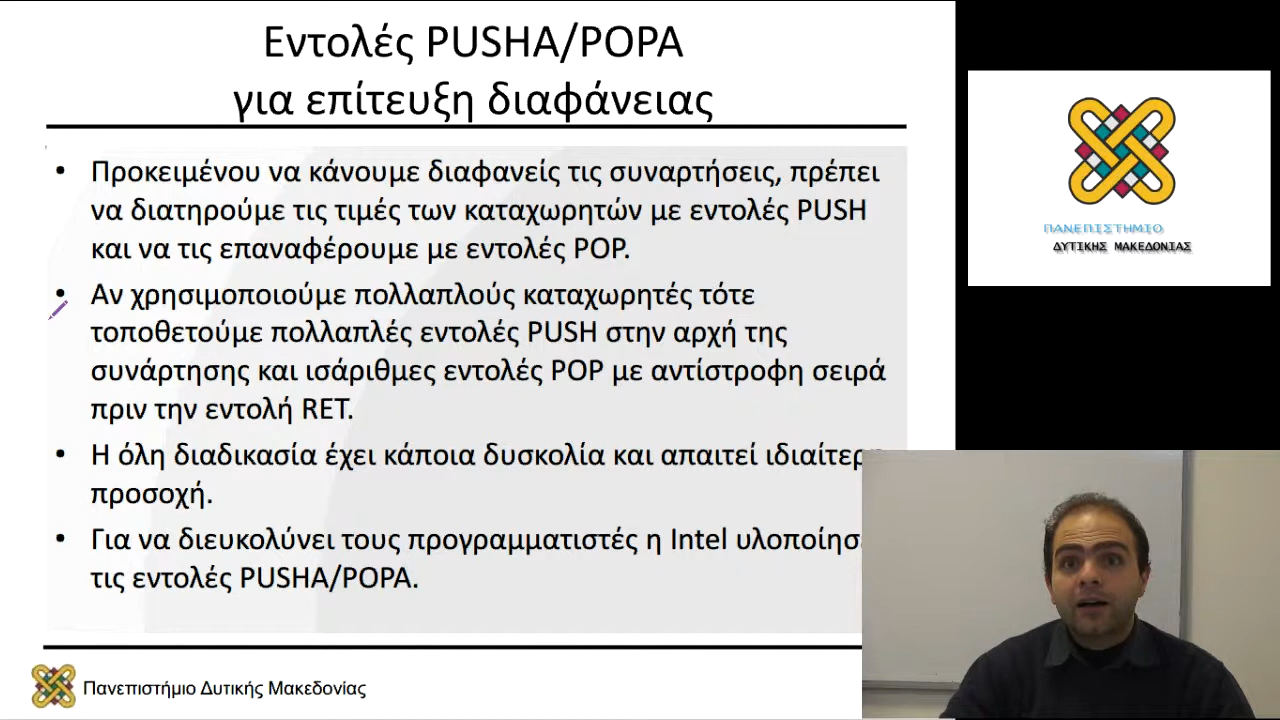 Εντολές PUSHA/POPA
για επίτευξη διαφάνειας
• Προκειμένου να κάνουμε διαφανείς τις συναρτήσεις, πρέπει
να διατηρούμε τις τιμές των καταχωρητών με εντολές PUSH
και να τις επαναφέρουμε με εντολές POP.
• Αν χρησιμοποιούμε πολλαπλούς καταχωρητές τότε
τοποθετούμε πολλαπλές εντολές PUSH στην αρχή της
συνάρτησης και ισάριθμες εντολές POP με αντίστροφη σειρά
πριν την εντολή RET.
• Η όλη διαδικασία έχει κάποια δυσκολία και απαιτεί ιδιαίτερη
προσοχή.
• Για να διευκολύνει τους προγραμματιστές η Intel υλοποίησε
τις εντολές PUSHA/POPA.
Πανεπιστήμιο Δυτικής Μακεδονίας
ΠΑΝΕΠΙΣΤΗΜΙΟ
ΔΥΤΙΚΗΣ ΜΑΚΕΔΟΝΙΑΣ